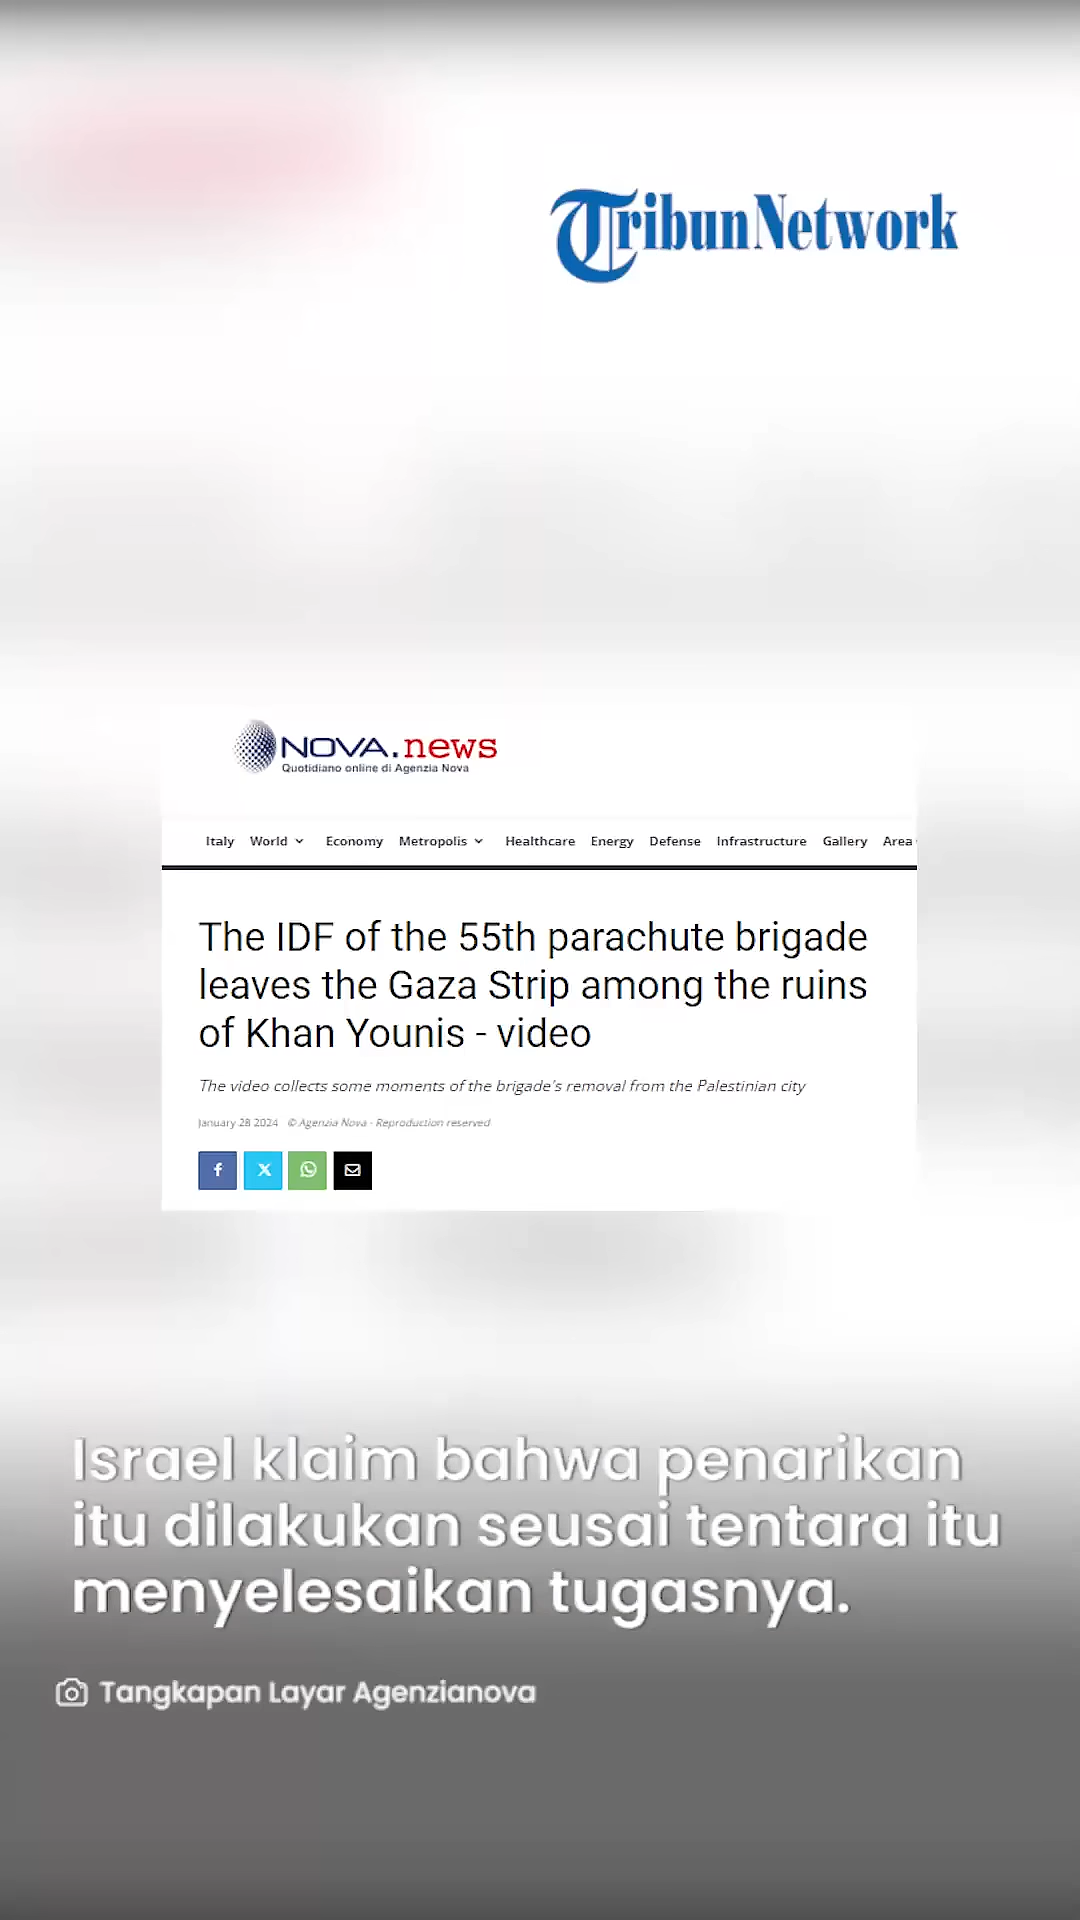 Tribun Network
NOVA.news
Quotidiano online di Agenzia Nova
Italy World Economy Metropolis Healthcare Energy Defense Infrastructure Gallery Area
The IDF of the 55th parachute brigade
leaves the Gaza Strip among the ruins
of Khan Younis - video
The video collects some moments of the brigade's removal from the Palestinian city
January 28 2024 © Agenzia Nova - Reproduction reserved
Israel klaim bahwa penarikan
itu dilakukan seusai tentara itu
menyelesaikan tugasnya.
Tangkapan Layar Agenzianova